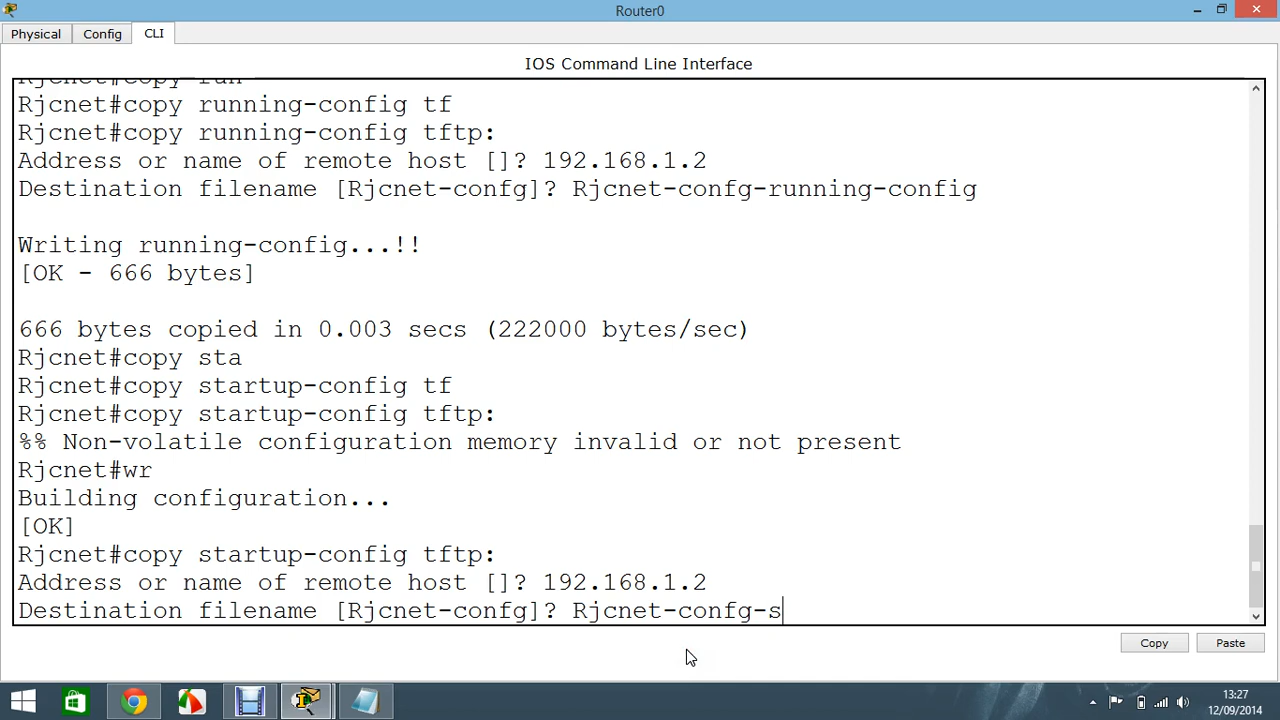 Router0
Physical
Config
CLI
IOS Command Line Interface
Rjcnet#copy run
Rjcnet#copy running-config tf
Rjcnet#copy running-config tftp:
Address or name of remote host []? 192.168.1.2
Destination filename [Rjcnet-confg]? Rjcnet-confg-running-config
Writing running-config...!!
[OK - 666 bytes]
666 bytes copied in 0.003 secs (222000 bytes/sec)
Rjcnet#copy sta
Rjcnet#copy startup-config tf
Rjcnet#copy startup-config tftp:
%% Non-volatile configuration memory invalid or not present
Rjcnet#wr
Building configuration...
[OK]
Rjcnet#copy startup-config tftp:
Address or name of remote host []? 192.168.1.2
Destination filename [Rjcnet-confg]? Rjcnet-confg-s
Copy
Paste
13:27
12/09/2014